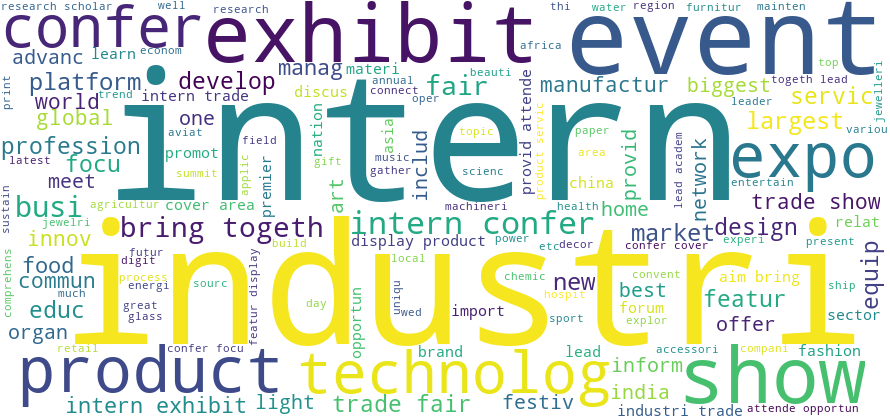 research scholar well research thi water region furnitur mainten
confer exhibit event
advanc learn econom africa top
platform develop manag materi annual beauti fair manufactur biggest togeth lead
print world trend intern trade discus connect oper leader servic jewelleri
global one nation asia includ provid attende largest variou
intern
profession aviat field music topic paper
latest focu promot summit premier gift gather scienc product servic area provid lead academ network expo
meet applic art china entertain
sustain busi agricultur cover area machineri health home trade show
jewelri bring togeth intern confer market design relat
innov build display product power etc decor confer cover experi present
industri
food futur digit local
commun process energi sourc feature display chemic new convent aim bring equip
comprehens much uniqu hospit best featur ship
educ great glass day opportun wed import sport forum explor offer sector
organ
retail confer focu brand lead accessori compani fashion
product technolog inform show
india
intern exhibit light trade fair festiv industri trade attende opportun